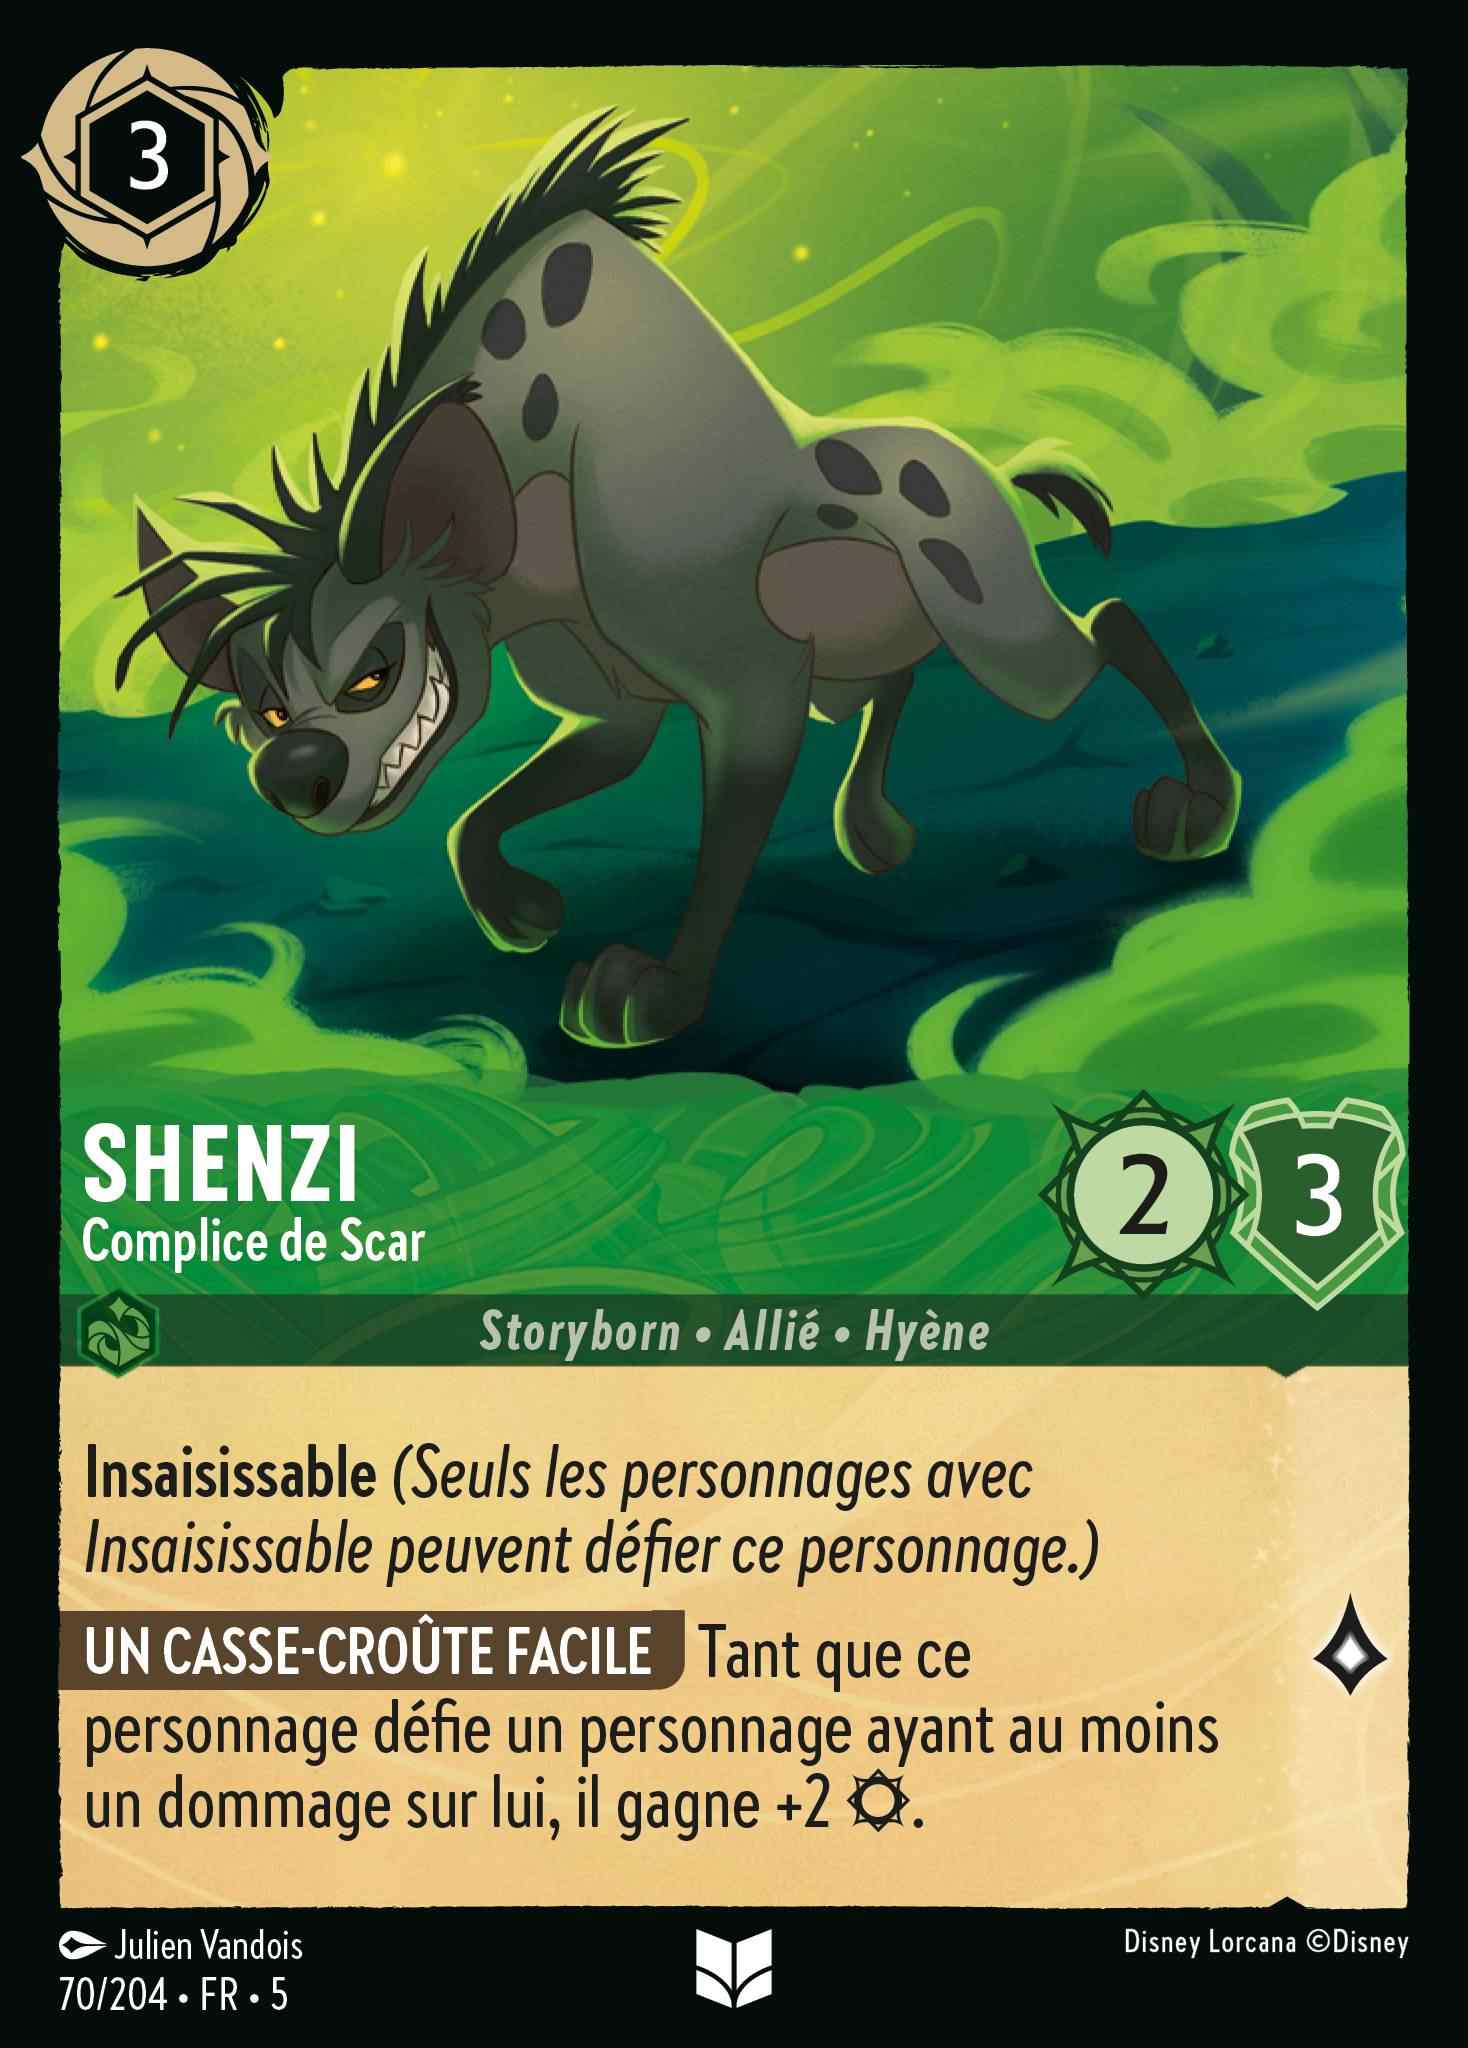 3
SHENZI
Complice de Scar
2
3
Storyborn • Allié • Hyène
Insaisissable (Seuls les personnages avec
Insaisissable peuvent défier ce personnage.)
UN CASSE-CROÛTE FACILE Tant que ce
personnage défie un personnage ayant au moins
un dommage sur lui, il gagne +2 .
Julien Vandois
Disney Lorcana ©Disney
70/204 • FR • 5